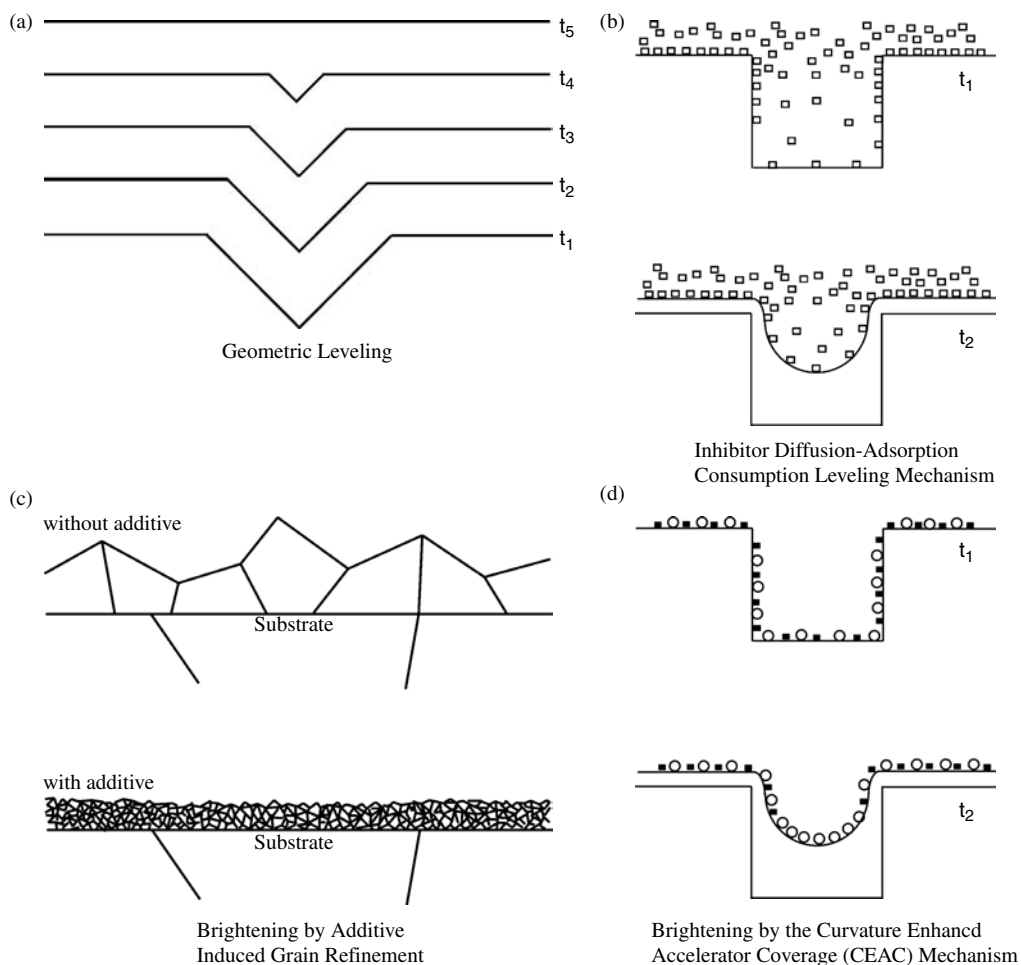 (a)
t5
t4
t3
t2
t1
Geometric Leveling
(b)
t1
t2
Inhibitor Diffusion-Adsorption
Consumption Leveling Mechanism
(c)
without additive
Substrate
with additive
Substrate
Brightening by Additive
Induced Grain Refinement
(d)
t1
t2
Brightening by the Curvature Enhancd
Accelerator Coverage (CEAC) Mechanism